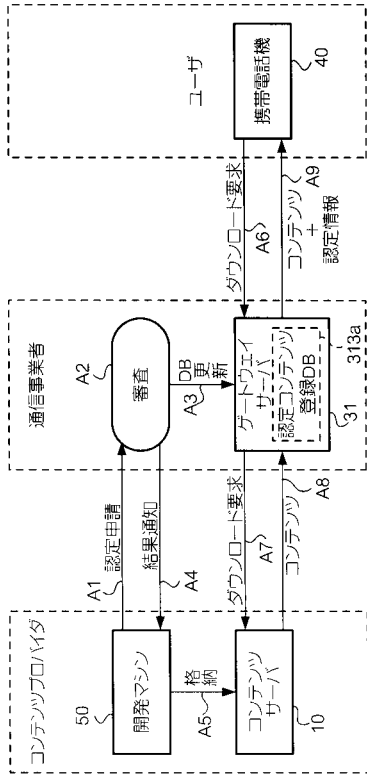 コンテンツプロバイダ
50
開発マシン
A5
格納
コンテンツ
サーバ
10
A1
認定申請
結果通知
A4
ダウンロード要求
A7
コンテンツ
A8
通信事業者
A2
審査
A3
DB
更新
ゲートウェイ
サーバ
認定コンテンツ
登録DB
31
313a
ダウンロード要求
A6
コンテンツ
+
認定情報
A9
ユーザ
携帯電話機
40